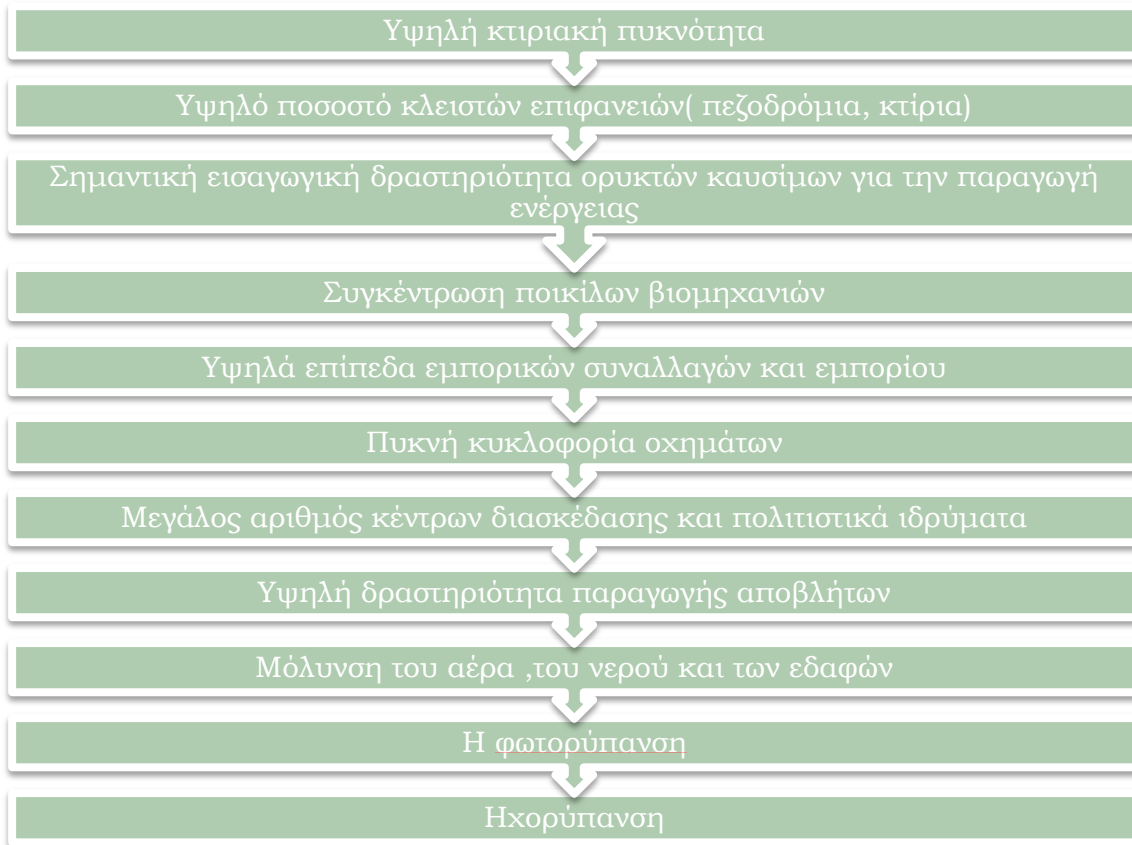 Υψηλή κτιριακή πυκνότητα
Υψηλό ποσοστό κλειστών επιφανειών( πεζοδρόμια, κτίρια)
Σημαντική εισαγωγική δραστηριότητα ορυκτών καυσίμων για την παραγωγή
ενέργειας
Συγκέντρωση ποικίλων βιομηχανιών
Υψηλά επίπεδα εμπορικών συναλλαγών και εμπορίου
Πυκνή κυκλοφορία οχημάτων
Μεγάλος αριθμός κέντρων διασκέδασης και πολιτιστικά ιδρύματα
Υψηλή δραστηριότητα παραγωγής αποβλήτων
Μόλυνση του αέρα ,του νερού και των εδαφών
Η φωτορύπανση
Ηχορύπανση